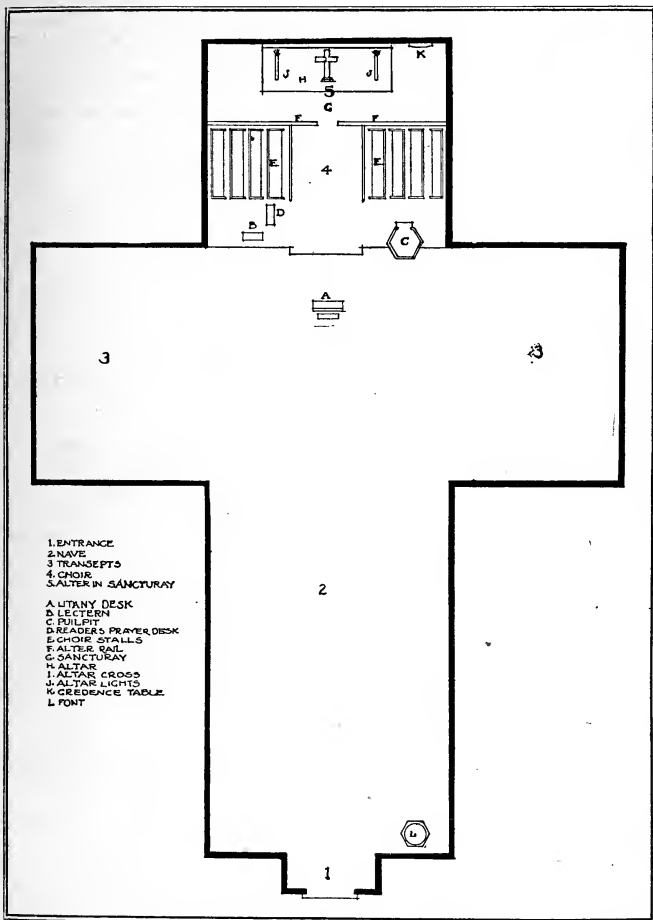 J
H
J
K
5
G
F
F
E
4
E
D
B
C
A
3
3
1. ENTRANCE
2. NAVE
3 TRANSEPTS
4. CHOIR
5. ALTER IN SANCTURAY
A LITANY DESK
B LECTERN
C. PUILPIT
D. READERS PRAYER DESK
E CHOIR STALLS
F. ALTER RAIL
G. SANCTURAY
H. ALTAR
I. ALTAR CROSS
J. ALTAR LIGHTS
K CREDENCE TABLE
L FONT
2
L
1